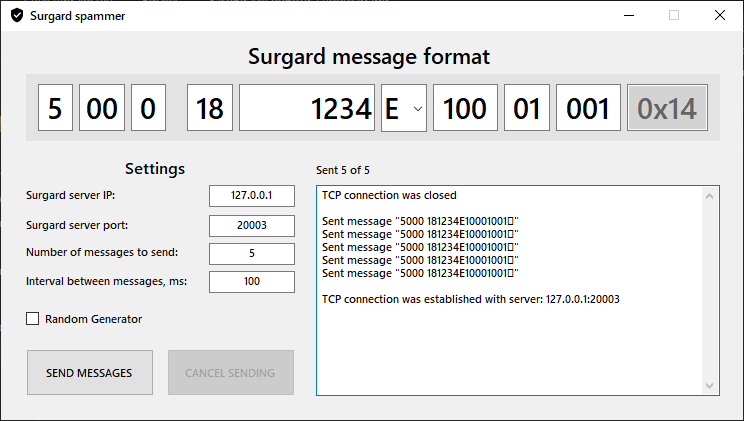 Surgard spammer
Surgard message format
5 00 0 18 1234 E 100 01 001 0x14
Settings
Surgard server IP: 127.0.0.1
Surgard server port: 20003
Number of messages to send: 5
Interval between messages, ms: 100
Random Generator
SEND MESSAGES CANCEL SENDING
Sent 5 of 5
TCP connection was closed
Sent message "5000 181234E10001001▯"
Sent message "5000 181234E10001001▯"
Sent message "5000 181234E10001001▯"
Sent message "5000 181234E10001001▯"
Sent message "5000 181234E10001001▯"
TCP connection was established with server: 127.0.0.1:20003